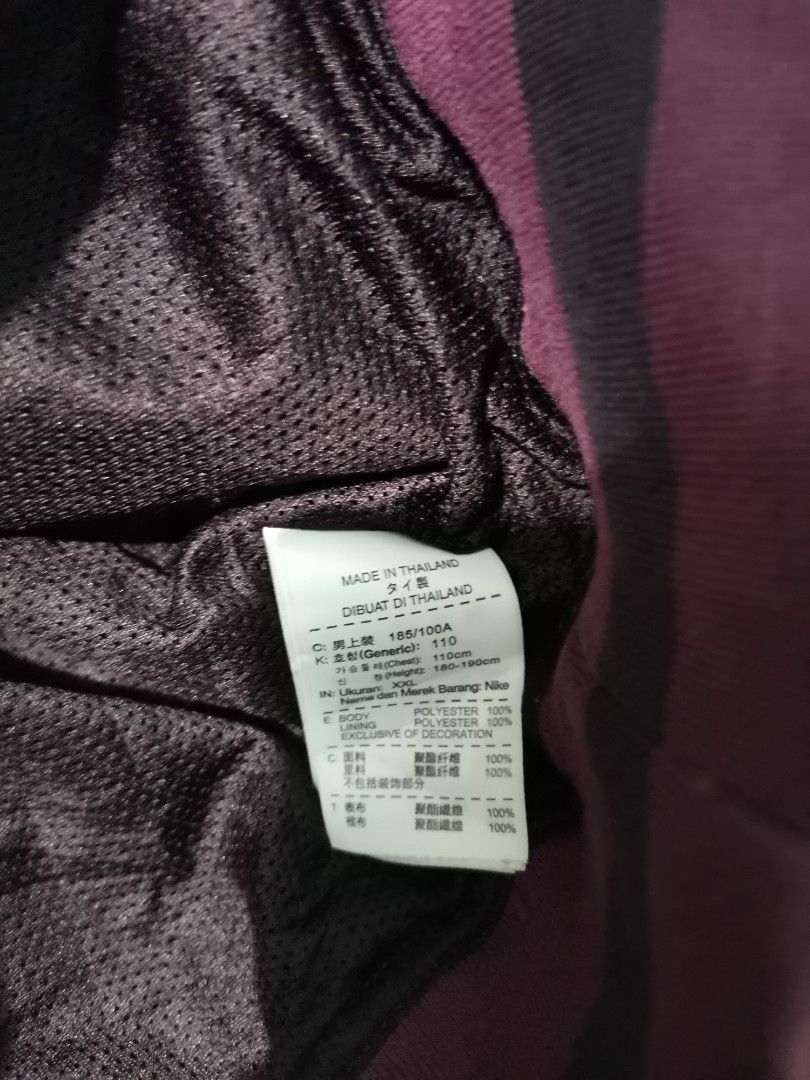 MADE IN THAILAND
タイ製
DIBUAT DI THAILAND
C: 男上装 185/100A
K: 호칭(Generic): 110
가슴둘레(Chest): 110cm
신 장(Height): 180-190cm
IN: Ukuran: XXL
Nama dan Merek Barang: Nike
E: BODY POLYESTER 100%
LINING POLYESTER 100%
EXCLUSIVE OF DECORATION
C: 面料 聚酯纤维 100%
里料 聚酯纤维 100%
不包括装饰部分
T: 表布 聚酯纖維 100%
裡布 聚酯纖維 100%